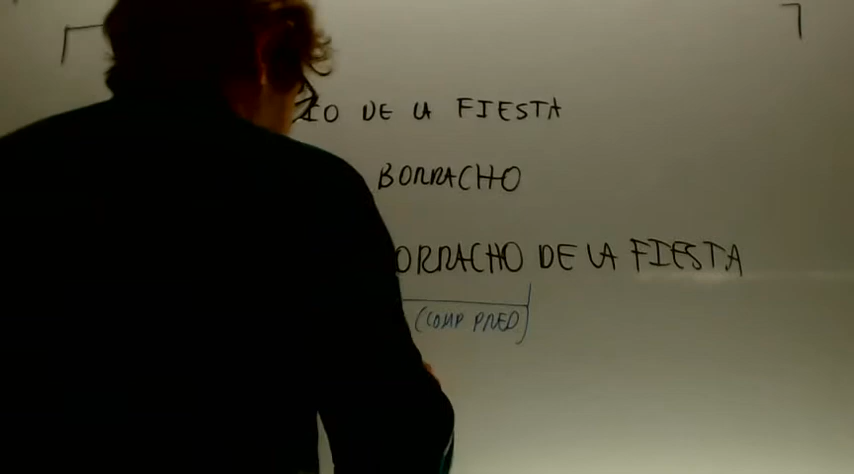 IO DE LA FIESTA
BORRACHO
ORRACHO DE LA FIESTA
(COMP PRED)